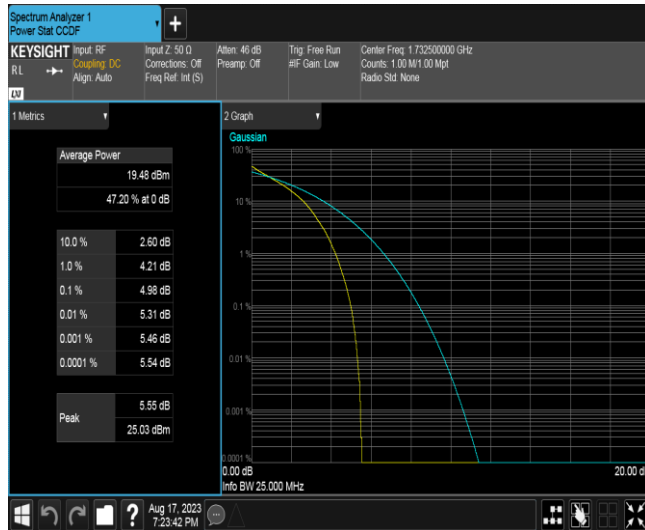 Spectrum Analyzer 1
Power Stat CCDF
KEYSIGHT
RL
LXI
Input: RF
Coupling: DC
Align: Auto
Input Z: 50 Ω
Corrections: Off
Freq Ref: Int (S)
Atten: 46 dB
Preamp: Off
Trig: Free Run
#IF Gain: Low
Center Freq: 1.732500000 GHz
Counts: 1.00 M/1.00 Mpt
Radio Std: None
1 Metrics
Average Power
19.48 dBm
47.20 % at 0 dB
10.0 % 2.60 dB
1.0 % 4.21 dB
0.1 % 4.98 dB
0.01 % 5.31 dB
0.001 % 5.46 dB
0.0001 % 5.54 dB
Peak
5.55 dB
25.03 dBm
2 Graph
Gaussian
100 %
10 %
1 %
0.1 %
0.01 %
0.001 %
0.0001 %
0.00 dB
20.00 d
Info BW 25.000 MHz
?
Aug 17, 2023
7:23:42 PM